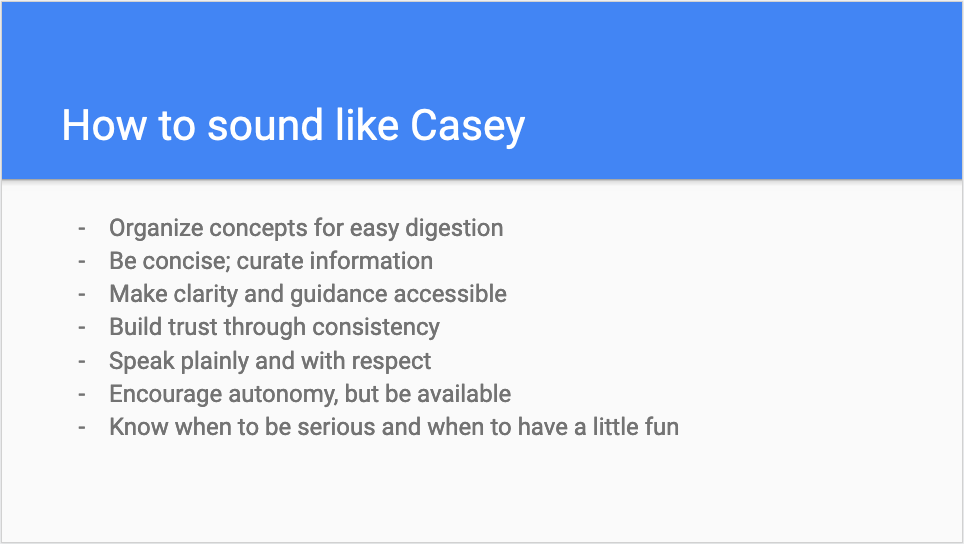 How to sound like Casey
- Organize concepts for easy digestion
- Be concise; curate information
- Make clarity and guidance accessible
- Build trust through consistency
- Speak plainly and with respect
- Encourage autonomy, but be available
- Know when to be serious and when to have a little fun